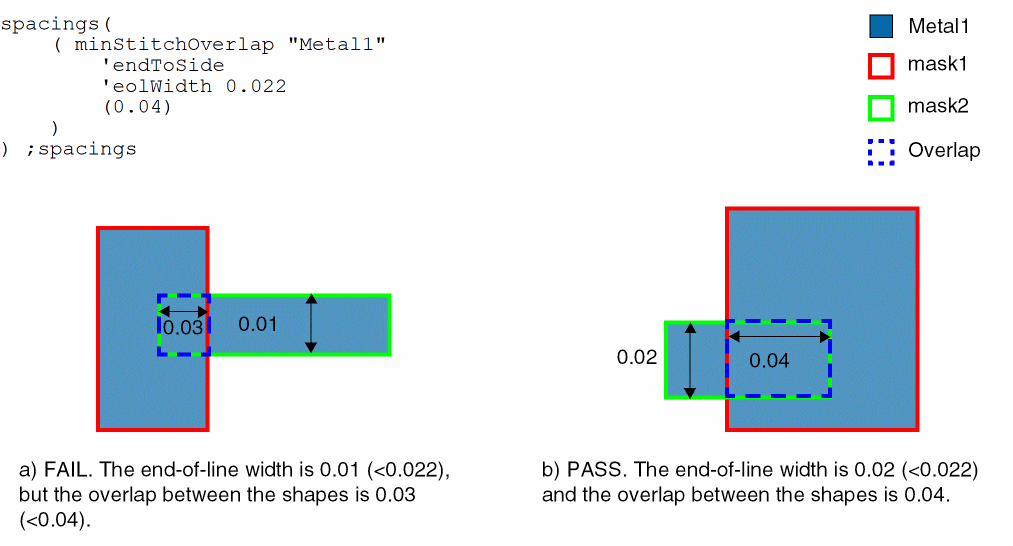 spacings(
( minStitchOverlap "Metal1"
'endToSide
'eolWidth 0.022
(0.04)
)
) ;spacings
Metal1
mask1
mask2
Overlap
0.03
0.01
0.02
0.04
a) FAIL. The end-of-line width is 0.01 (<0.022),
but the overlap between the shapes is 0.03
(<0.04).
b) PASS. The end-of-line width is 0.02 (<0.022)
and the overlap between the shapes is 0.04.